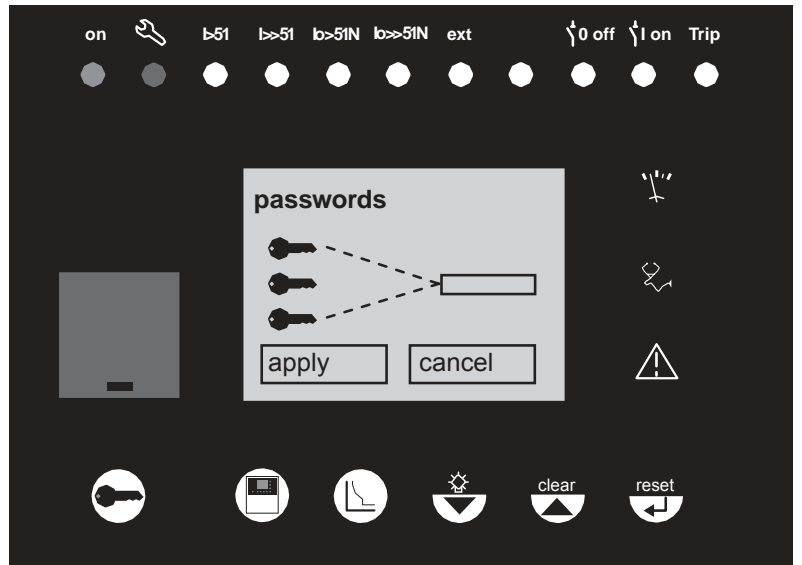 on I>51 I>>51 Io>51N Io>>51N ext 0 off I on Trip
passwords
apply cancel
clear reset